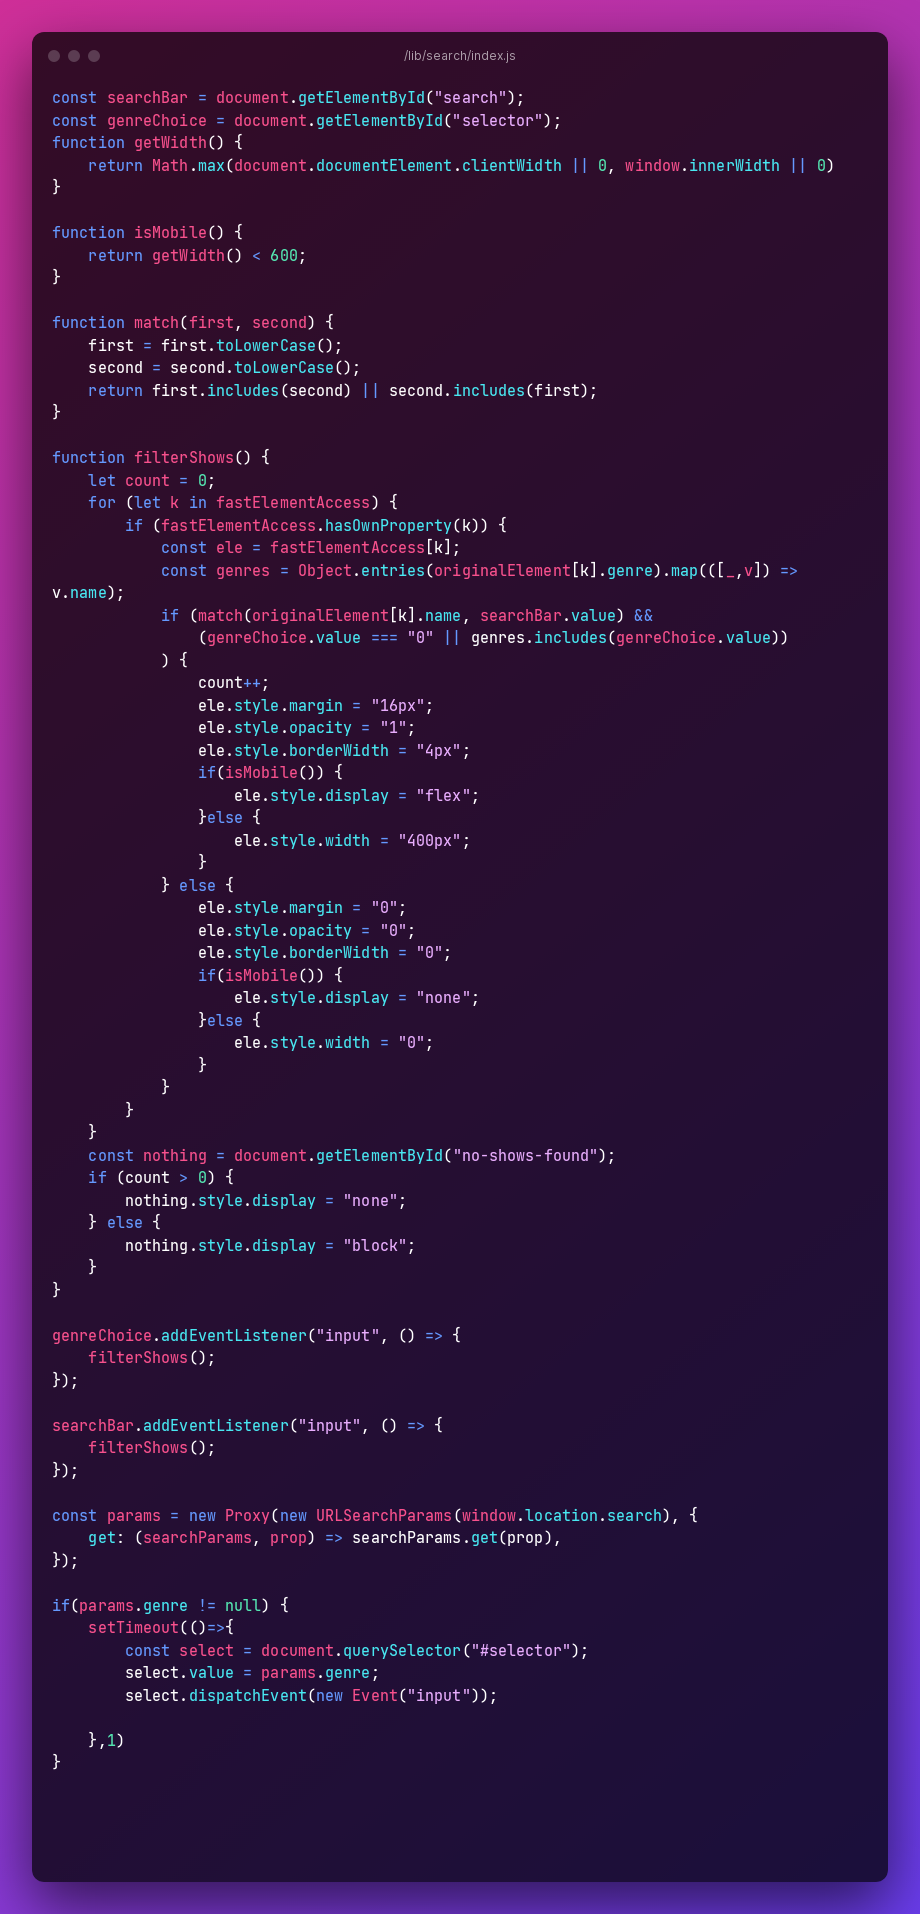 /lib/search/index.js
const searchBar = document.getElementById("search");
const genreChoice = document.getElementById("selector");
function getWidth() {
    return Math.max(document.documentElement.clientWidth || 0, window.innerWidth || 0)
}

function isMobile() {
    return getWidth() < 600;
}

function match(first, second) {
    first = first.toLowerCase();
    second = second.toLowerCase();
    return first.includes(second) || second.includes(first);
}

function filterShows() {
    let count = 0;
    for (let k in fastElementAccess) {
        if (fastElementAccess.hasOwnProperty(k)) {
            const ele = fastElementAccess[k];
            const genres = Object.entries(originalElement[k].genre).map(([_,v]) =>
v.name);
            if (match(originalElement[k].name, searchBar.value) &&
                (genreChoice.value === "0" || genres.includes(genreChoice.value))
            ) {
                count++;
                ele.style.margin = "16px";
                ele.style.opacity = "1";
                ele.style.borderWidth = "4px";
                if(isMobile()) {
                    ele.style.display = "flex";
                }else {
                    ele.style.width = "400px";
                }
            } else {
                ele.style.margin = "0";
                ele.style.opacity = "0";
                ele.style.borderWidth = "0";
                if(isMobile()) {
                    ele.style.display = "none";
                }else {
                    ele.style.width = "0";
                }
            }
        }
    }
    const nothing = document.getElementById("no-shows-found");
    if (count > 0) {
        nothing.style.display = "none";
    } else {
        nothing.style.display = "block";
    }
}

genreChoice.addEventListener("input", () => {
    filterShows();
});

searchBar.addEventListener("input", () => {
    filterShows();
});

const params = new Proxy(new URLSearchParams(window.location.search), {
    get: (searchParams, prop) => searchParams.get(prop),
});

if(params.genre != null) {
    setTimeout(()=>{
        const select = document.querySelector("#selector");
        select.value = params.genre;
        select.dispatchEvent(new Event("input"));

    },1)
}